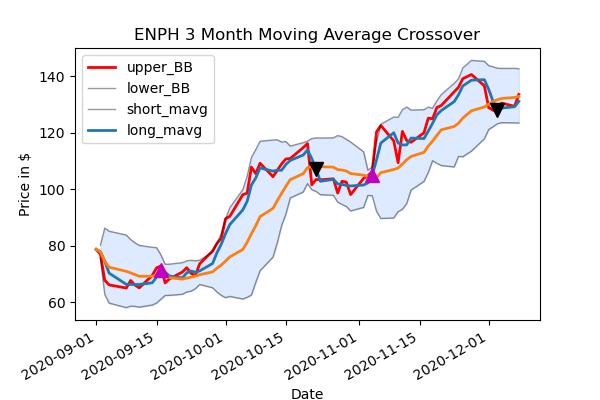 ENPH 3 Month Moving Average Crossover
upper_BB
lower_BB
short_mavg
long_mavg
Price in $
140
120
100
80
60
2020-09-01
2020-09-15
2020-10-01
2020-10-15
2020-11-01
2020-11-15
2020-12-01
Date